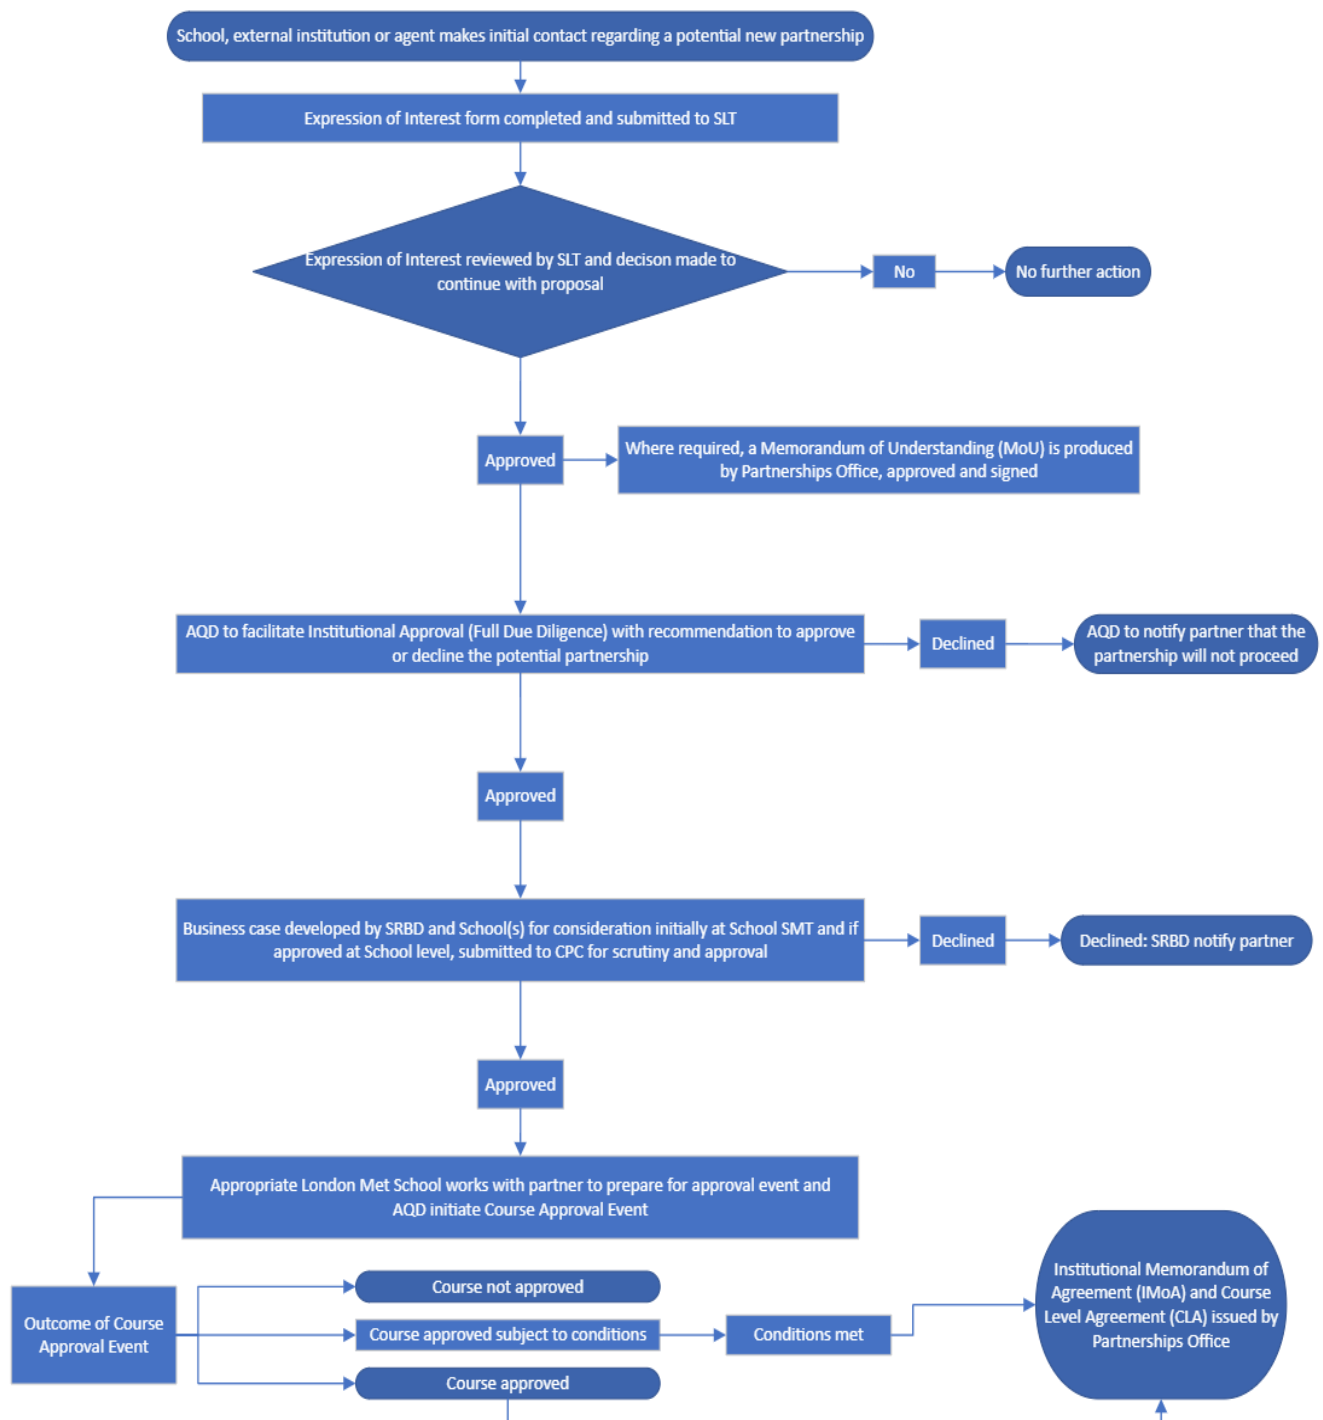 School, external institution or agent makes initial contact regarding a potential new partnership
Expression of Interest form completed and submitted to SLT
Expression of Interest reviewed by SLT and decison made to
continue with proposal
No
No further action
Approved
Where required, a Memorandum of Understanding (MoU) is produced
by Partnerships Office, approved and signed
AQD to facilitate Institutional Approval (Full Due Diligence) with recommendation to approve
or decline the potential partnership
Declined
AQD to notify partner that the
partnership will not proceed
Approved
Business case developed by SRBD and School(s) for consideration initially at School SMT and if
approved at School level, submitted to CPC for scrutiny and approval
Declined
Declined: SRBD notify partner
Approved
Appropriate London Met School works with partner to prepare for approval event and
AQD initiate Course Approval Event
Outcome of Course
Approval Event
Course not approved
Course approved subject to conditions
Conditions met
Course approved
Institutional Memorandum of
Agreement (IMoA) and Course
Level Agreement (CLA) issued by
Partnerships Office